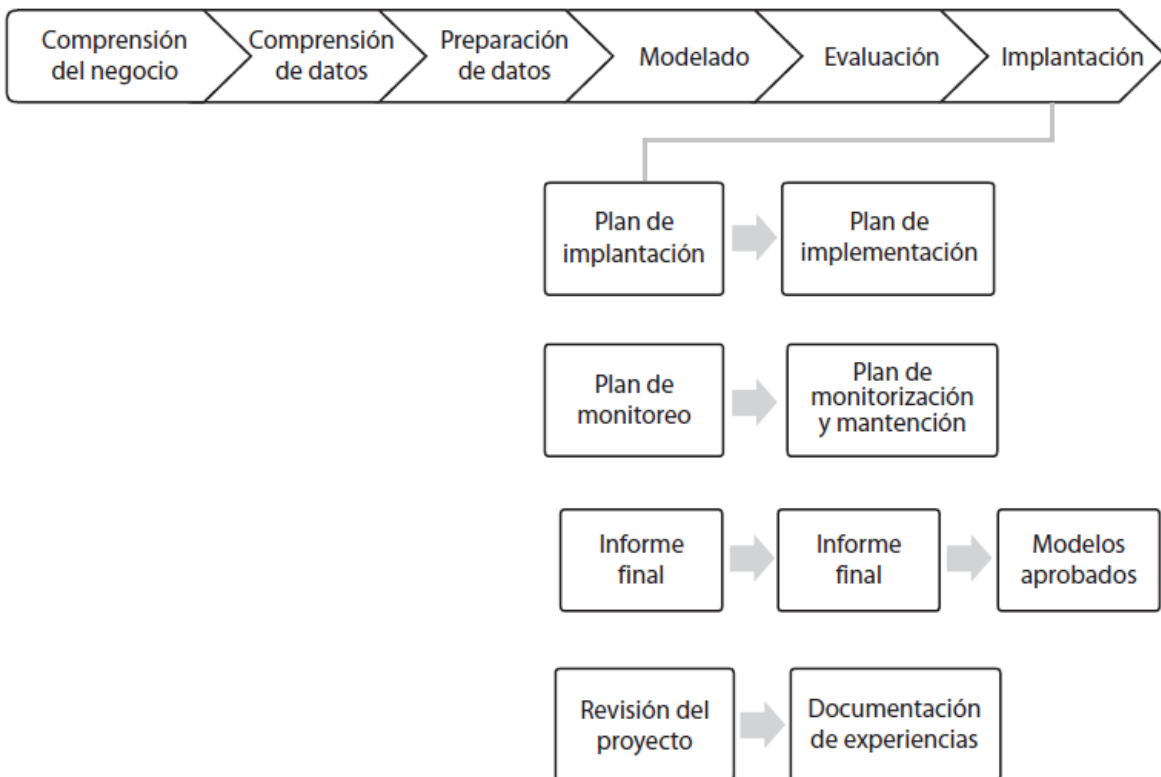 Comprensión
del negocio
Comprensión
de datos
Preparación
de datos
Modelado
Evaluación
Implantación
Plan de
implantación
Plan de
implementación
Plan de
monitoreo
Plan de
monitorización
y mantención
Informe
final
Informe
final
Modelos
aprobados
Revisión del
proyecto
Documentación
de experiencias